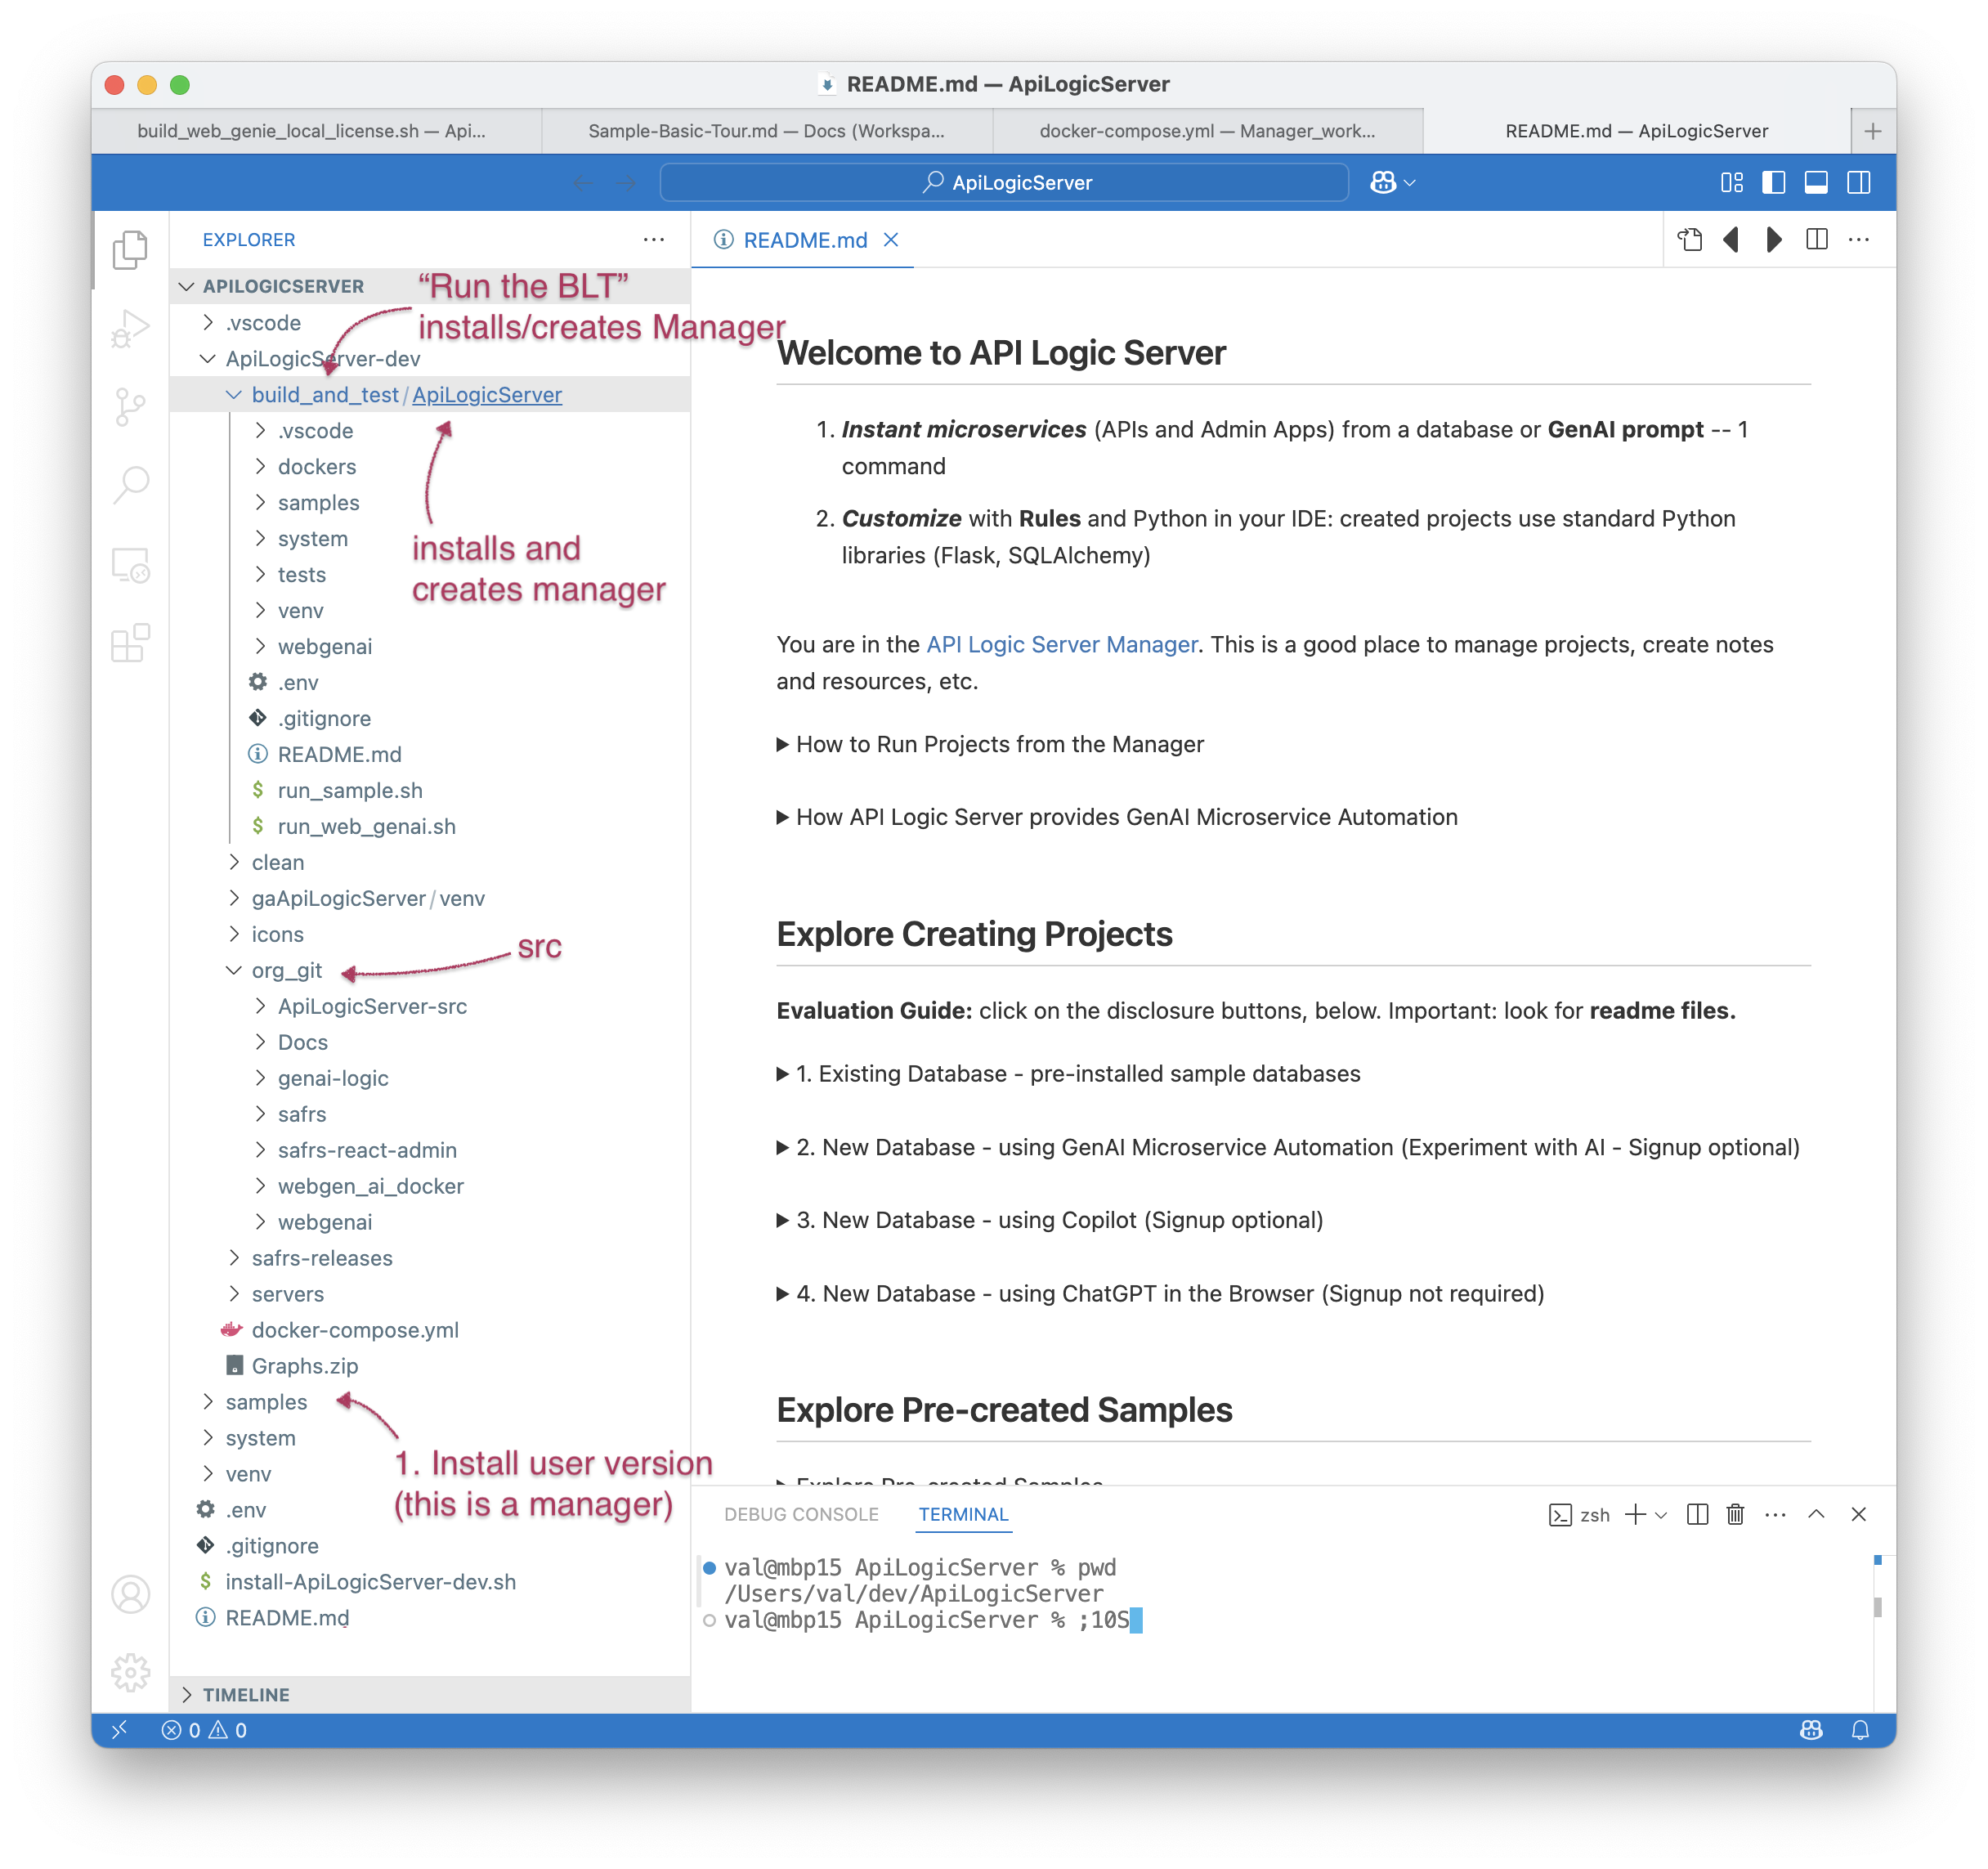 README.md — ApiLogicServer
build_web_genie_local_license.sh — Api...
Sample-Basic-Tour.md — Docs (Workspa...
docker-compose.yml — Manager_work...
README.md — ApiLogicServer
ApiLogicServer
EXPLORER
APILOGICSERVER
“Run the BLT”
installs/creates Manager
.vscode
ApiLogicServer-dev
build_and_test/ApiLogicServer
.vscode
dockers
samples
system
tests
venv
webgenai
installs and
creates manager
.env
.gitignore
README.md
$ run_sample.sh
$ run_web_genai.sh
clean
gaApiLogicServer/venv
icons
src
org_git
ApiLogicServer-src
Docs
genai-logic
safrs
safrs-react-admin
webgen_ai_docker
webgenai
safrs-releases
servers
docker-compose.yml
Graphs.zip
samples
system
venv
1. Install user version
(this is a manager)
.env
.gitignore
$ install-ApiLogicServer-dev.sh
README.md
TIMELINE
README.md
Welcome to API Logic Server
1. Instant microservices (APIs and Admin Apps) from a database or GenAI prompt -- 1
command
2. Customize with Rules and Python in your IDE: created projects use standard Python
libraries (Flask, SQLAlchemy)
You are in the API Logic Server Manager. This is a good place to manage projects, create notes
and resources, etc.
How to Run Projects from the Manager
How API Logic Server provides GenAI Microservice Automation
Explore Creating Projects
Evaluation Guide: click on the disclosure buttons, below. Important: look for readme files.
1. Existing Database - pre-installed sample databases
2. New Database - using GenAI Microservice Automation (Experiment with AI - Signup optional)
3. New Database - using Copilot (Signup optional)
4. New Database - using ChatGPT in the Browser (Signup not required)
Explore Pre-created Samples
Explore Pre-created Samples
DEBUG CONSOLE
TERMINAL
zsh
val@mbp15 ApiLogicServer % pwd
/Users/val/dev/ApiLogicServer
val@mbp15 ApiLogicServer % ;10S
0
0